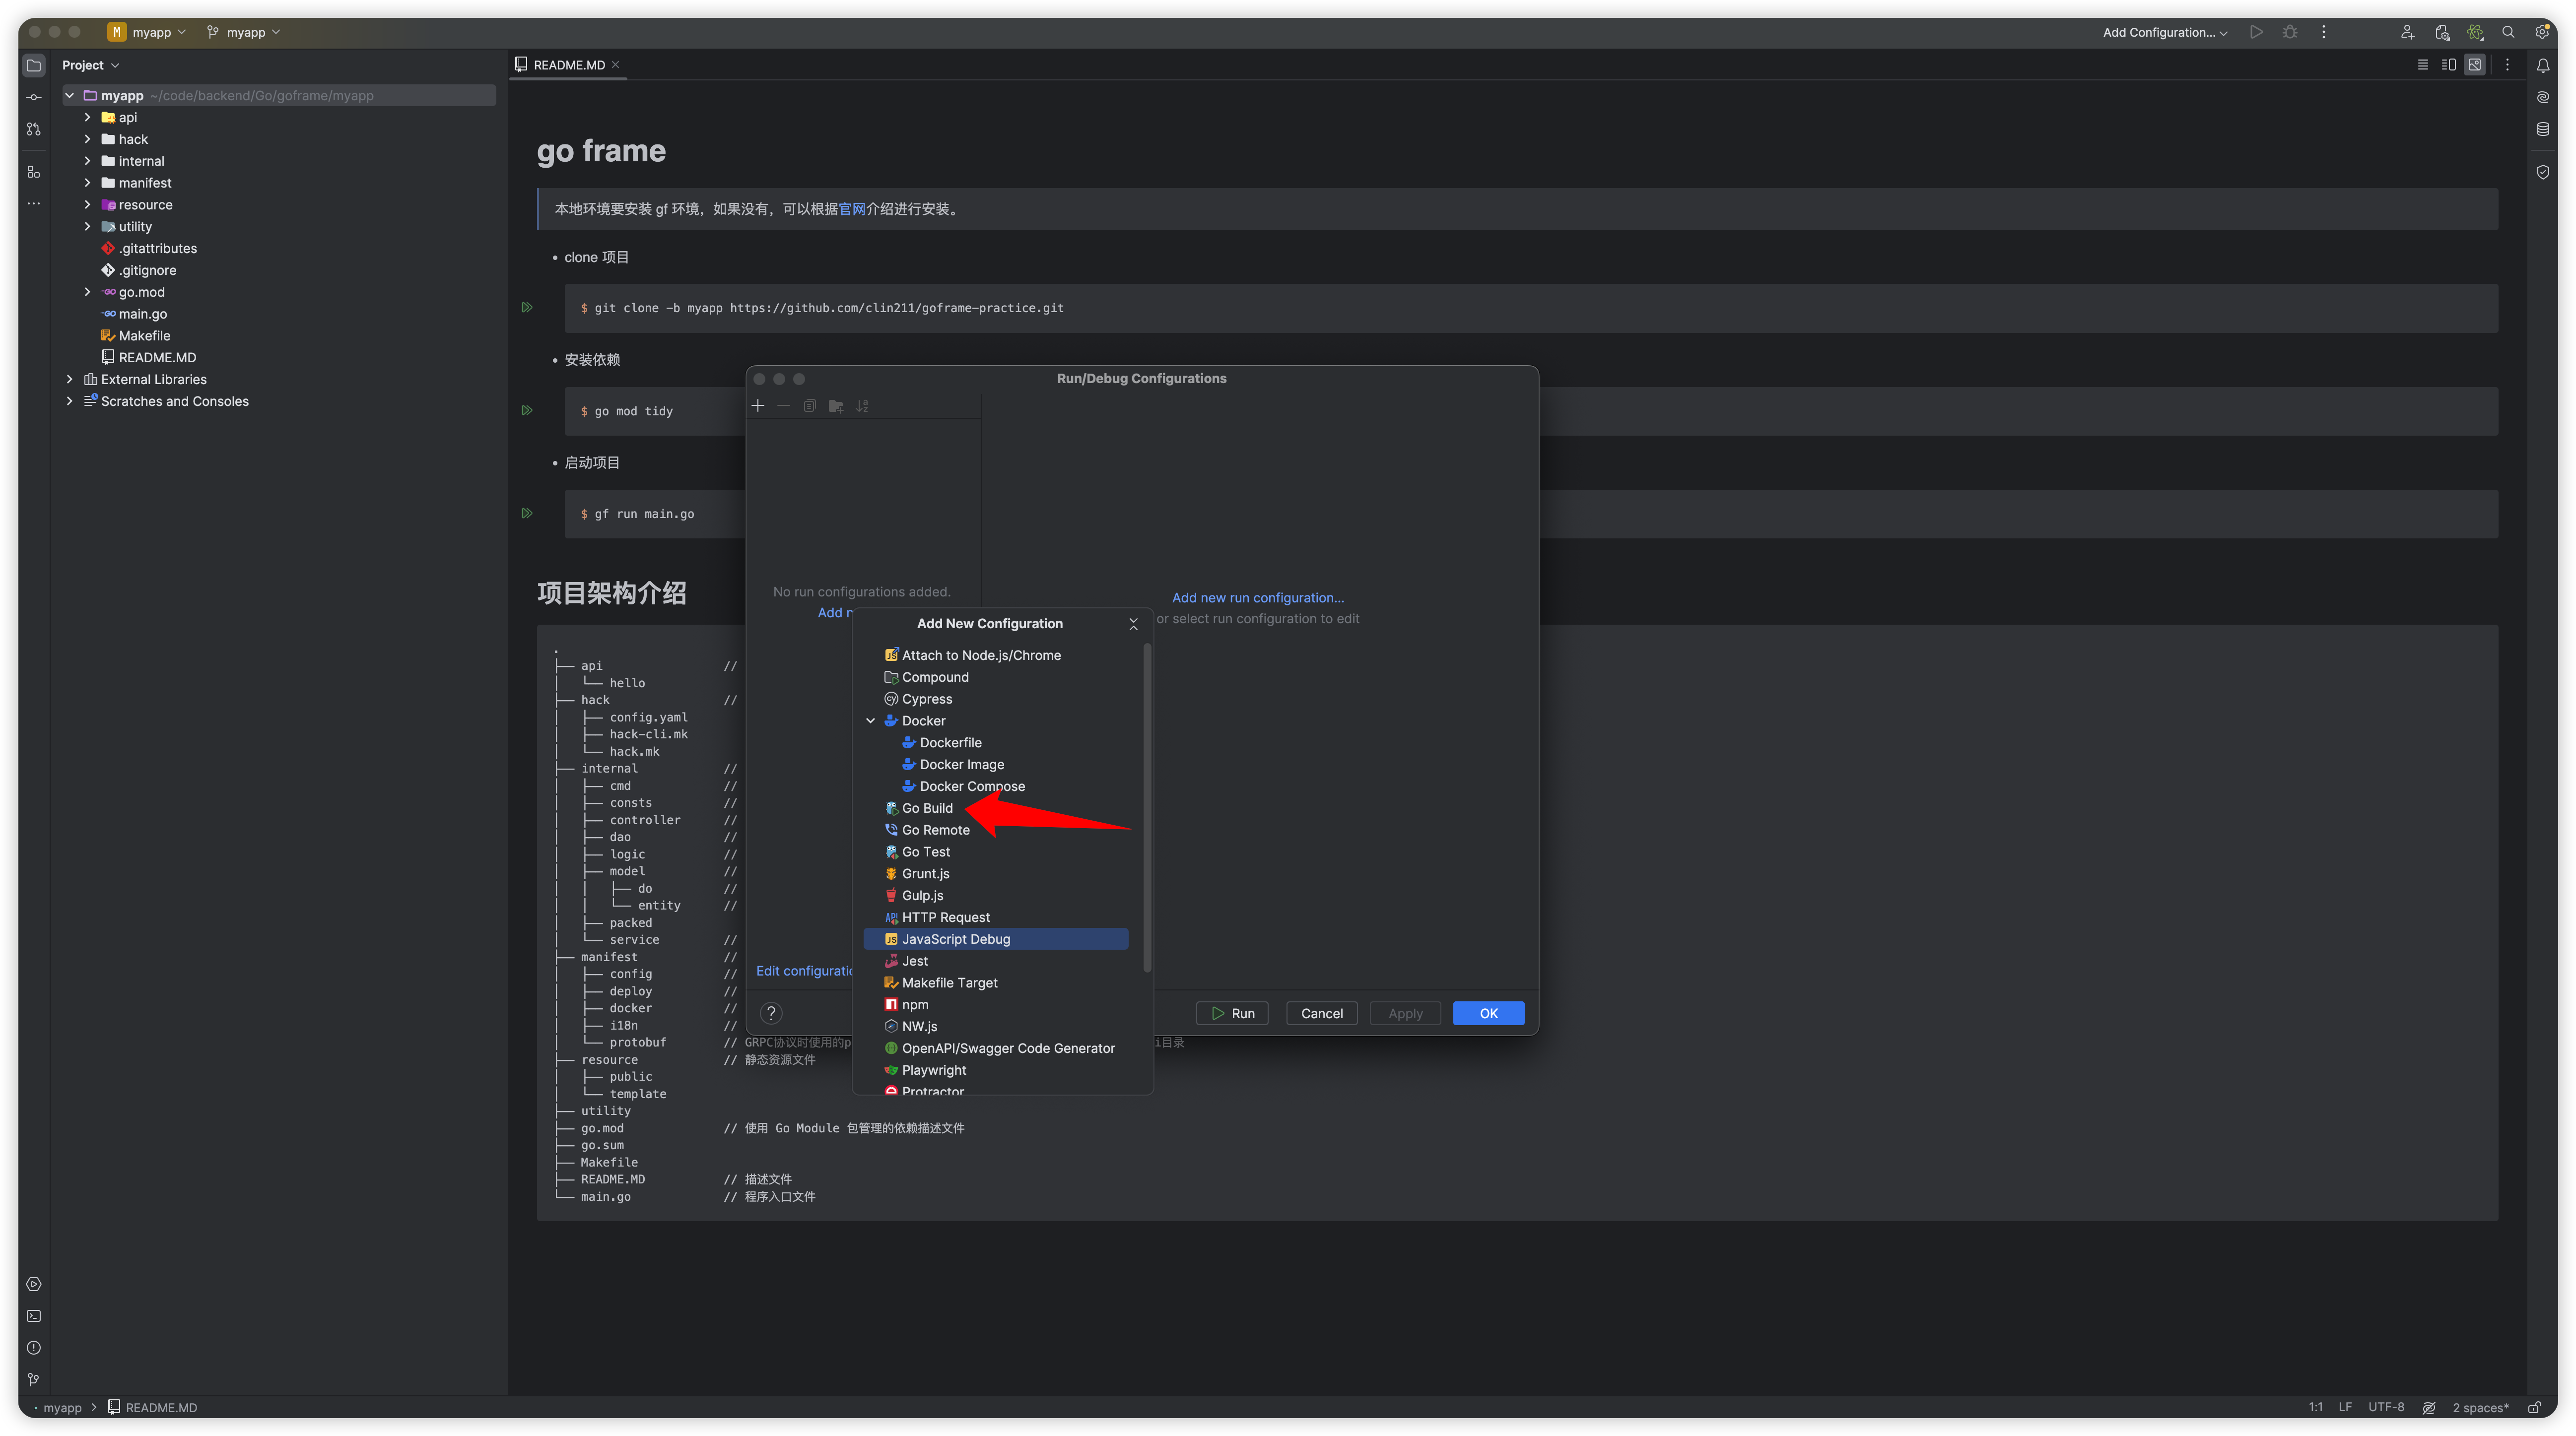 M myapp myapp Add Configuration...
Project
README.MD
myapp ~/code/backend/Go/goframe/myapp
api
hack
internal
manifest
resource
utility
.gitattributes
.gitignore
go.mod
main.go
Makefile
README.MD
External Libraries
Scratches and Consoles
go frame
本地环境要安装 gf 环境，如果没有，可以根据官网介绍进行安装。
• clone 项目
$ git clone -b myapp https://github.com/clin211/goframe-practice.git
• 安装依赖
$ go mod tidy
• 启动项目
$ gf run main.go
项目架构介绍
.
├── api //
│   └── hello
├── hack //
│   ├── config.yaml
│   ├── hack-cli.mk
│   └── hack.mk
├── internal //
│   ├── cmd //
│   ├── consts //
│   ├── controller //
│   ├── dao //
│   ├── logic //
│   ├── model //
│   │   ├── do //
│   │   └── entity //
│   ├── packed
│   └── service //
├── manifest //
│   ├── config //
│   ├── deploy //
│   ├── docker //
│   ├── i18n //
│   └── protobuf // GRPC协议时使用的p i目录
├── resource // 静态资源文件
│   ├── public
│   └── template
├── utility
├── go.mod // 使用 Go Module 包管理的依赖描述文件
├── go.sum
├── Makefile
├── README.MD // 描述文件
└── main.go // 程序入口文件
Run/Debug Configurations
No run configurations added.
Add n
Add new run configuration...
or select run configuration to edit
Edit configuratio
? Run Cancel Apply OK
Add New Configuration
Attach to Node.js/Chrome
Compound
Cypress
Docker
Dockerfile
Docker Image
Docker Compose
Go Build
Go Remote
Go Test
Grunt.js
Gulp.js
HTTP Request
JavaScript Debug
Jest
Makefile Target
npm
NW.js
OpenAPI/Swagger Code Generator
Playwright
Protractor
myapp > README.MD 1:1 LF UTF-8 2 spaces*